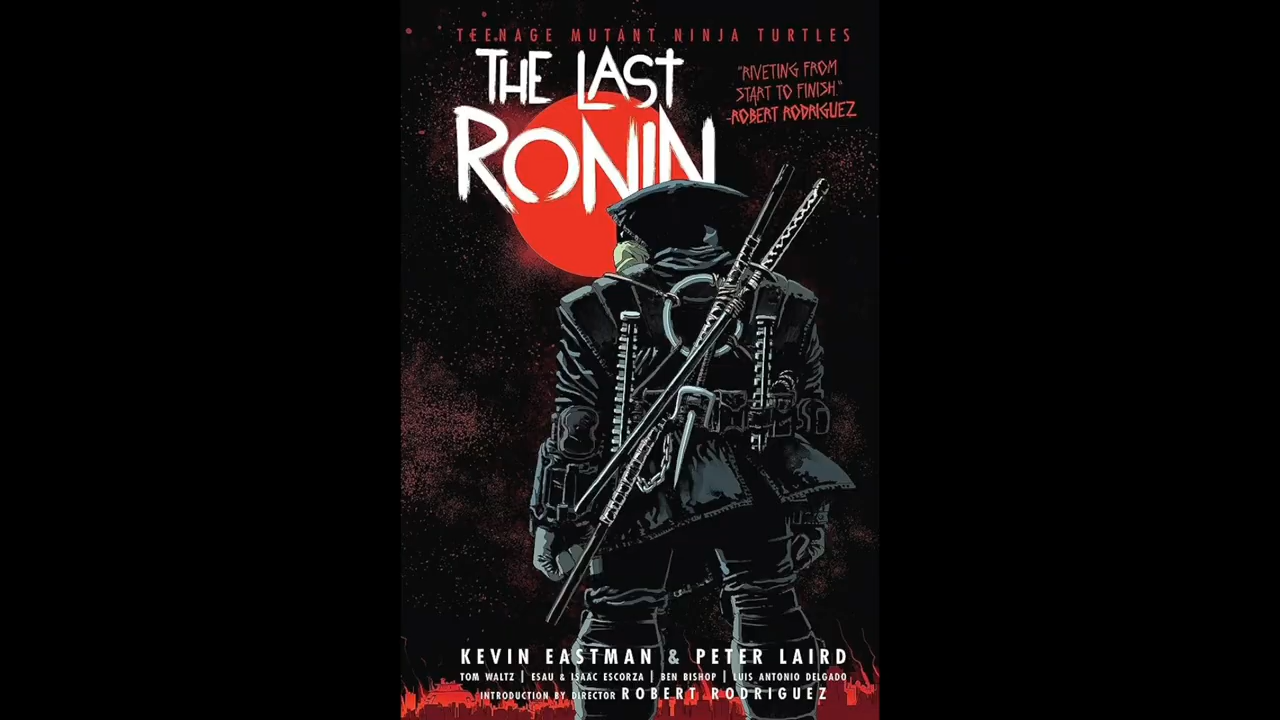 TEENAGE MUTANT NINJA TURTLES
THE LAST
RONIN
"RIVETING FROM
START TO FINISH."
-ROBERT RODRIGUEZ
KEVIN EASTMAN & PETER LAIRD
TOM WALTZ | ESAU & ISAAC ESCORZA | BEN BISHOP | LUIS ANTONIO DELGADO
INTRODUCTION BY DIRECTOR ROBERT RODRIGUEZ